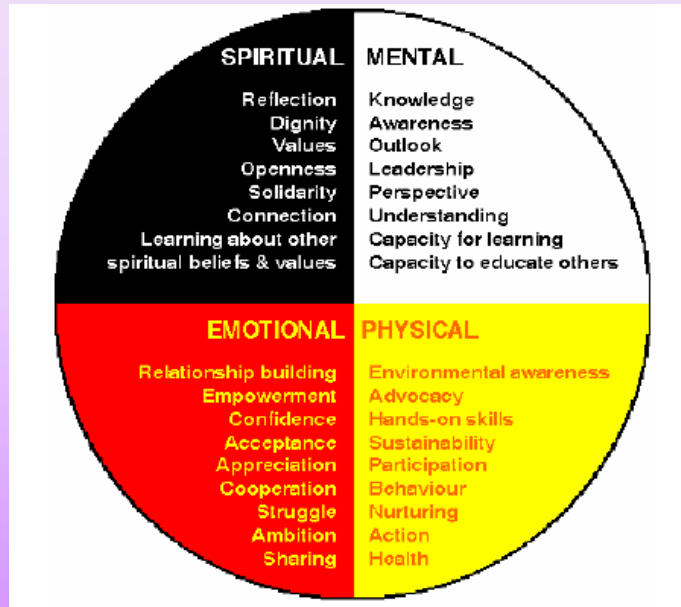 SPIRITUAL
Reflection
Dignity
Values
Openness
Solidarity
Connection
Learning about other
spiritual beliefs & values
MENTAL
Knowledge
Awareness
Outlook
Leadership
Perspective
Understanding
Capacity for learning
Capacity to educate others
EMOTIONAL
Relationship building
Empowerment
Confidence
Acceptance
Appreciation
Cooperation
Struggle
Ambition
Sharing
PHYSICAL
Environmental awareness
Advocacy
Hands-on skills
Sustainability
Participation
Behaviour
Nurturing
Action
Health